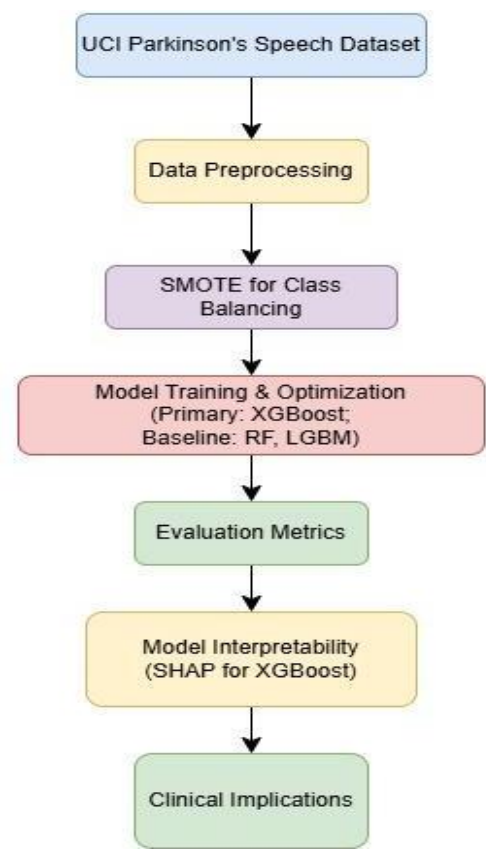 UCI Parkinson's Speech Dataset
Data Preprocessing
SMOTE for Class
Balancing
Model Training & Optimization
(Primary: XGBoost;
Baseline: RF, LGBM)
Evaluation Metrics
Model Interpretability
(SHAP for XGBoost)
Clinical Implications